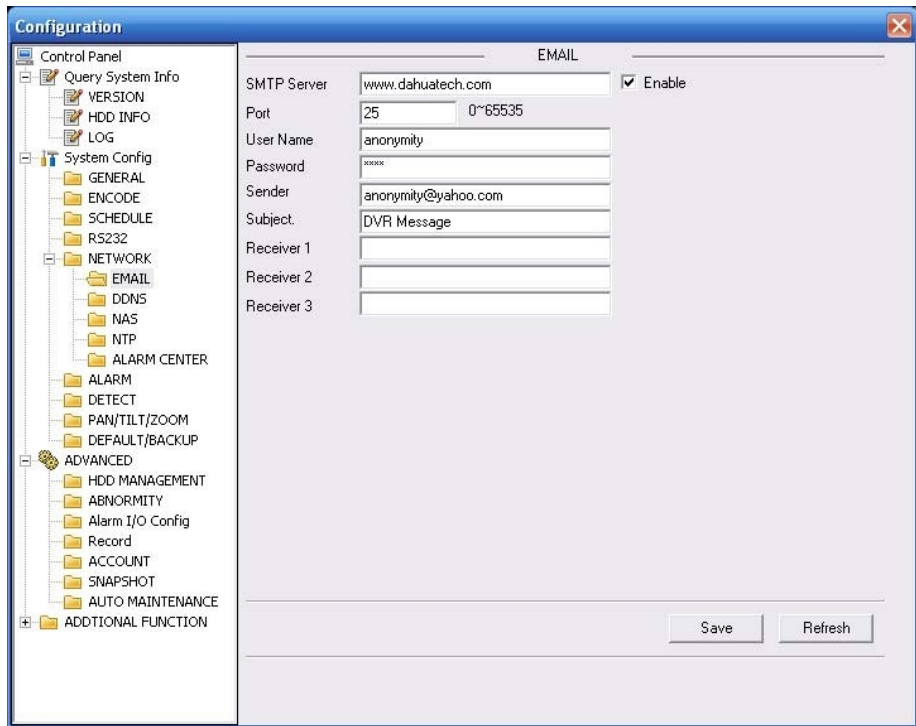 Configuration
Control Panel
Query System Info
VERSION
HDD INFO
LOG
System Config
GENERAL
ENCODE
SCHEDULE
RS232
NETWORK
EMAIL
DDNS
NAS
NTP
ALARM CENTER
ALARM
DETECT
PAN/TILT/ZOOM
DEFAULT/BACKUP
ADVANCED
HDD MANAGEMENT
ABNORMITY
Alarm I/O Config
Record
ACCOUNT
SNAPSHOT
AUTO MAINTENANCE
ADDTIONAL FUNCTION
EMAIL
SMTP Server www.dahuatech.com Enable
Port 25 0~65535
User Name anonymity
Password ××××
Sender anonymity@yahoo.com
Subject. DVR Message
Receiver 1
Receiver 2
Receiver 3
Save Refresh